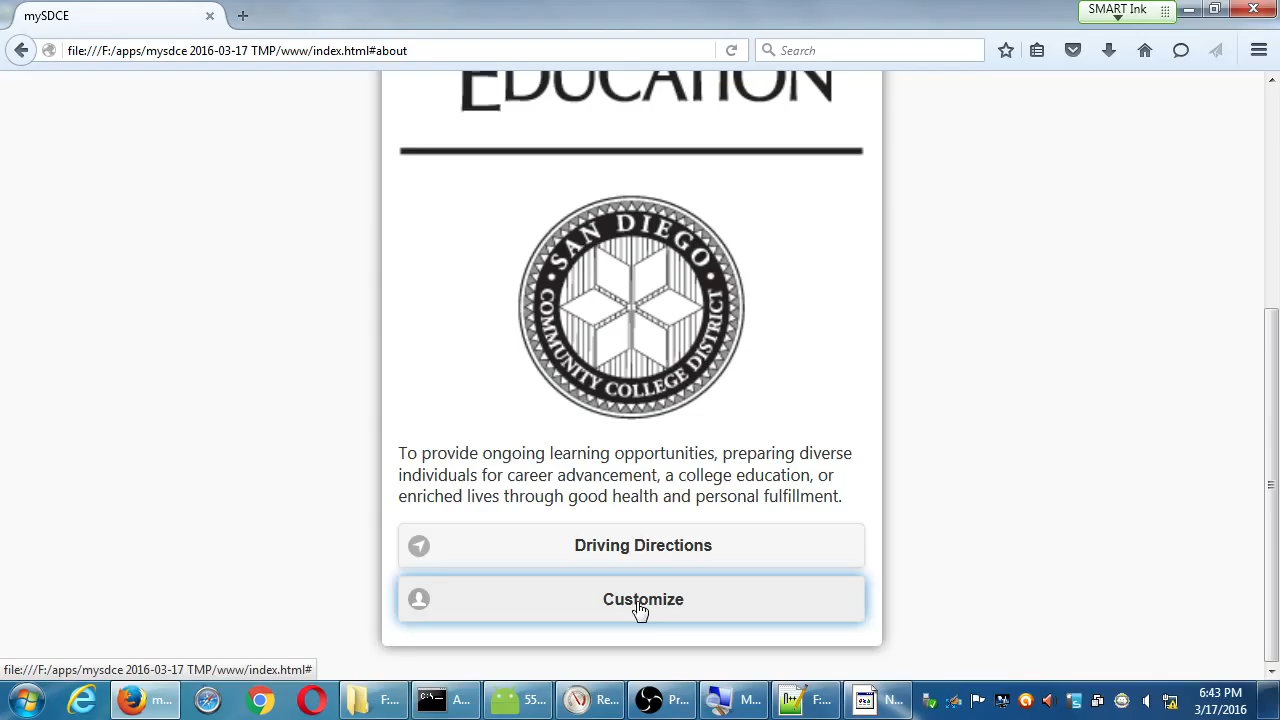 mySDCE
SMART Ink
file:///F:/apps/mysdce 2016-03-17 TMP/www/index.html#about
Search
EDUCATION
SAN DIEGO
COMMUNITY COLLEGE DISTRICT
To provide ongoing learning opportunities, preparing diverse
individuals for career advancement, a college education, or
enriched lives through good health and personal fulfillment.
Driving Directions
Customize
file:///F:/apps/mysdce 2016-03-17 TMP/www/index.html#
m... F:... A... 55... Re... Pr... M... F:... N...
6:43 PM
3/17/2016